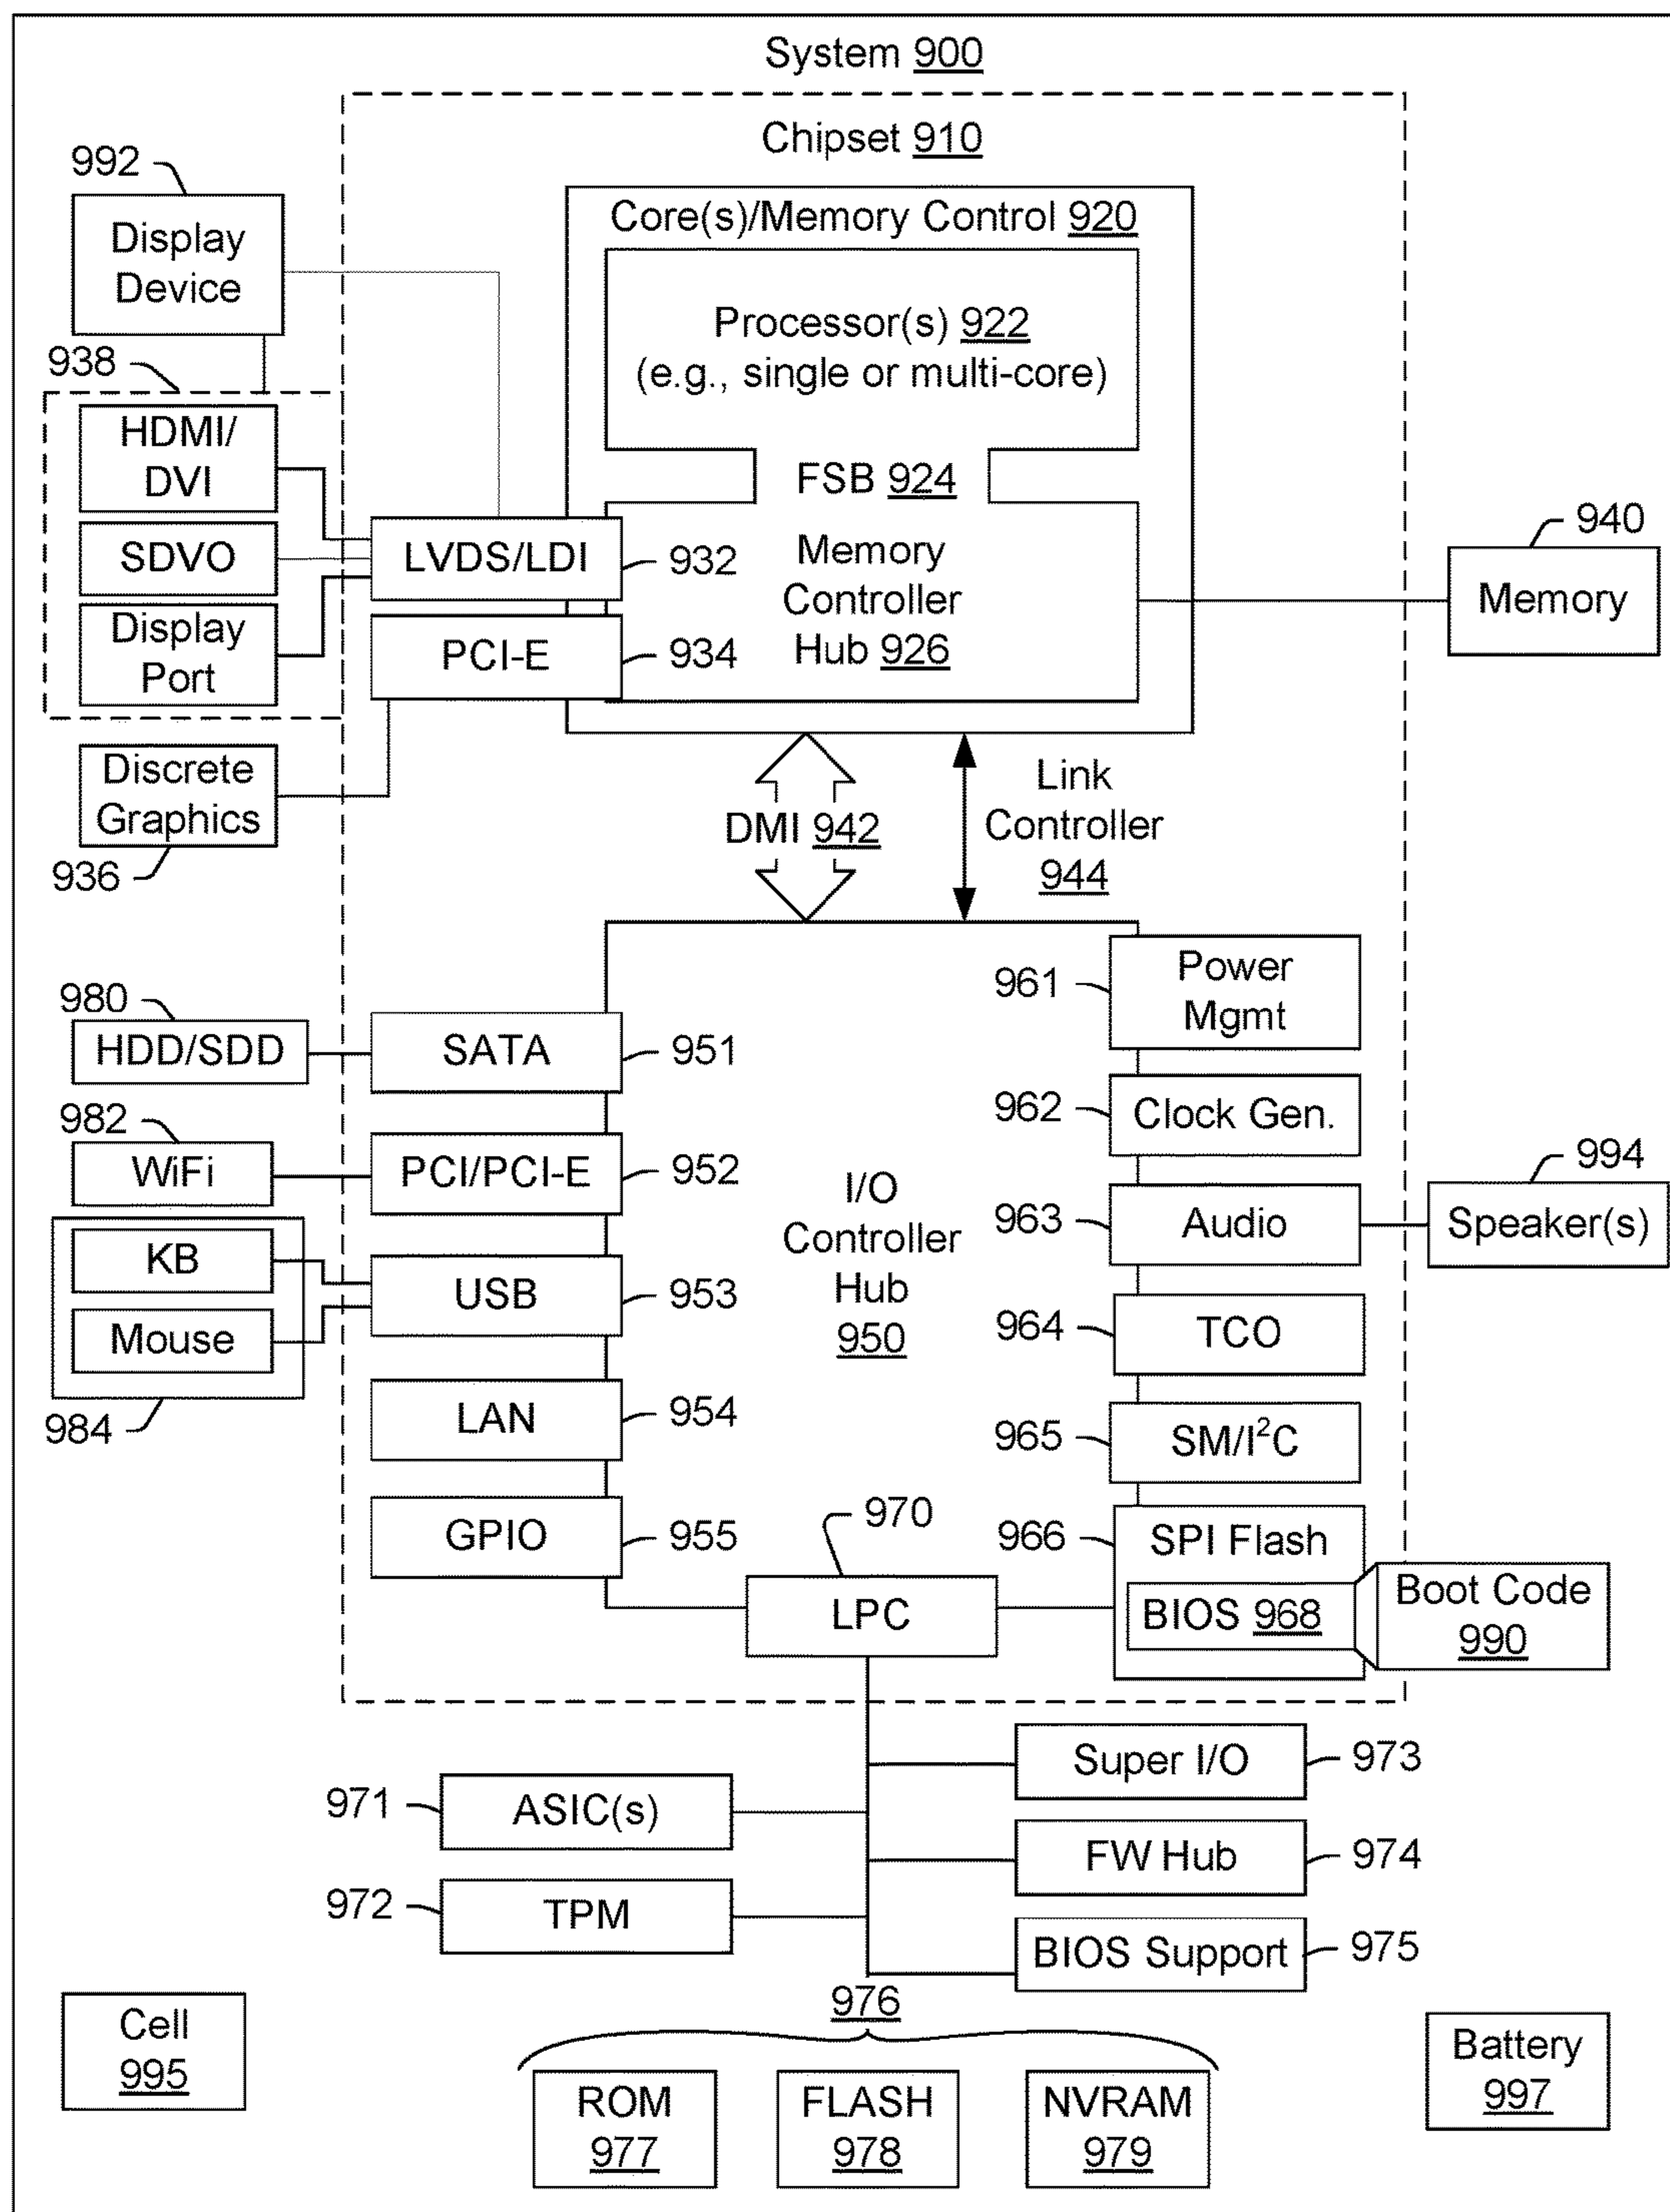 System 900
Chipset 910
992
Display
Device
Core(s)/Memory Control 920
Processor(s) 922
(e.g., single or multi-core)
FSB 924
Memory
Controller
Hub 926
938
HDMI/
DVI
SDVO
Display
Port
LVDS/LDI
932
PCI-E
934
940
Memory
Discrete
Graphics
936
DMI 942
Link
Controller
944
980
HDD/SDD
SATA
951
982
WiFi
PCI/PCI-E
952
KB
Mouse
984
USB
953
LAN
954
GPIO
955
I/O
Controller
Hub
950
961
Power
Mgmt
962
Clock Gen.
963
Audio
994
Speaker(s)
964
TCO
965
SM/I²C
966
SPI Flash
BIOS 968
Boot Code
990
970
LPC
971
ASIC(s)
972
TPM
Super I/O
973
FW Hub
974
BIOS Support
975
976
ROM
977
FLASH
978
NVRAM
979
Cell
995
Battery
997